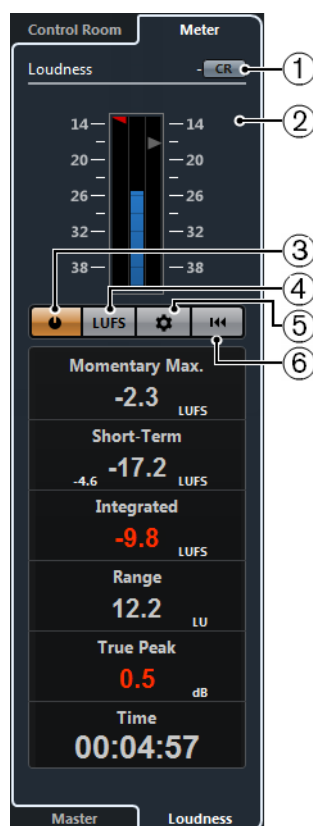 Control Room Meter
Loudness - CR 1
14 14 2
20 20
26 26
32 32
3
38 38
4
LUFS
5
6
Momentary Max.
-2.3 LUFS
Short-Term
-4.6 -17.2 LUFS
Integrated
-9.8 LUFS
Range
12.2 LU
True Peak
0.5 dB
Time
00:04:57
Master Loudness